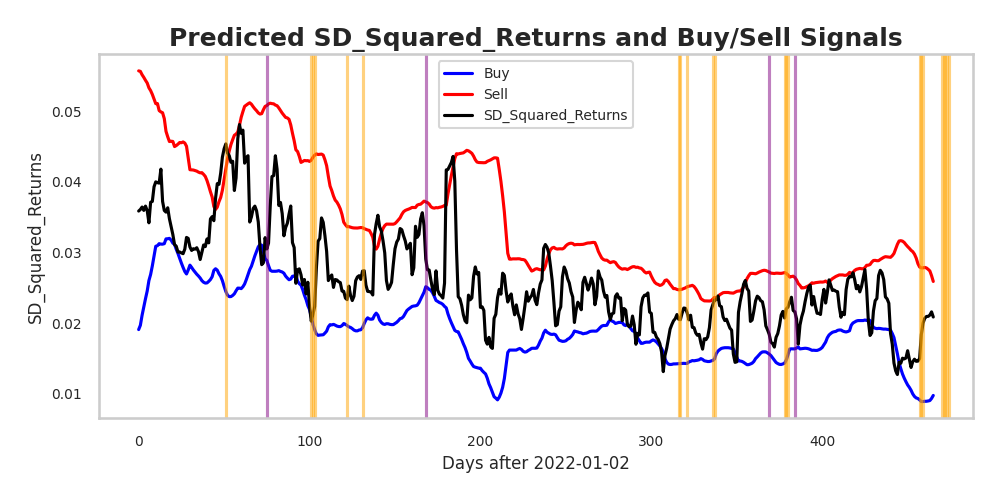 Predicted SD_Squared_Returns and Buy/Sell Signals
Buy
Sell
SD_Squared_Returns
SD_Squared_Returns
0.05
0.04
0.03
0.02
0.01
0
100
200
300
400
Days after 2022-01-02